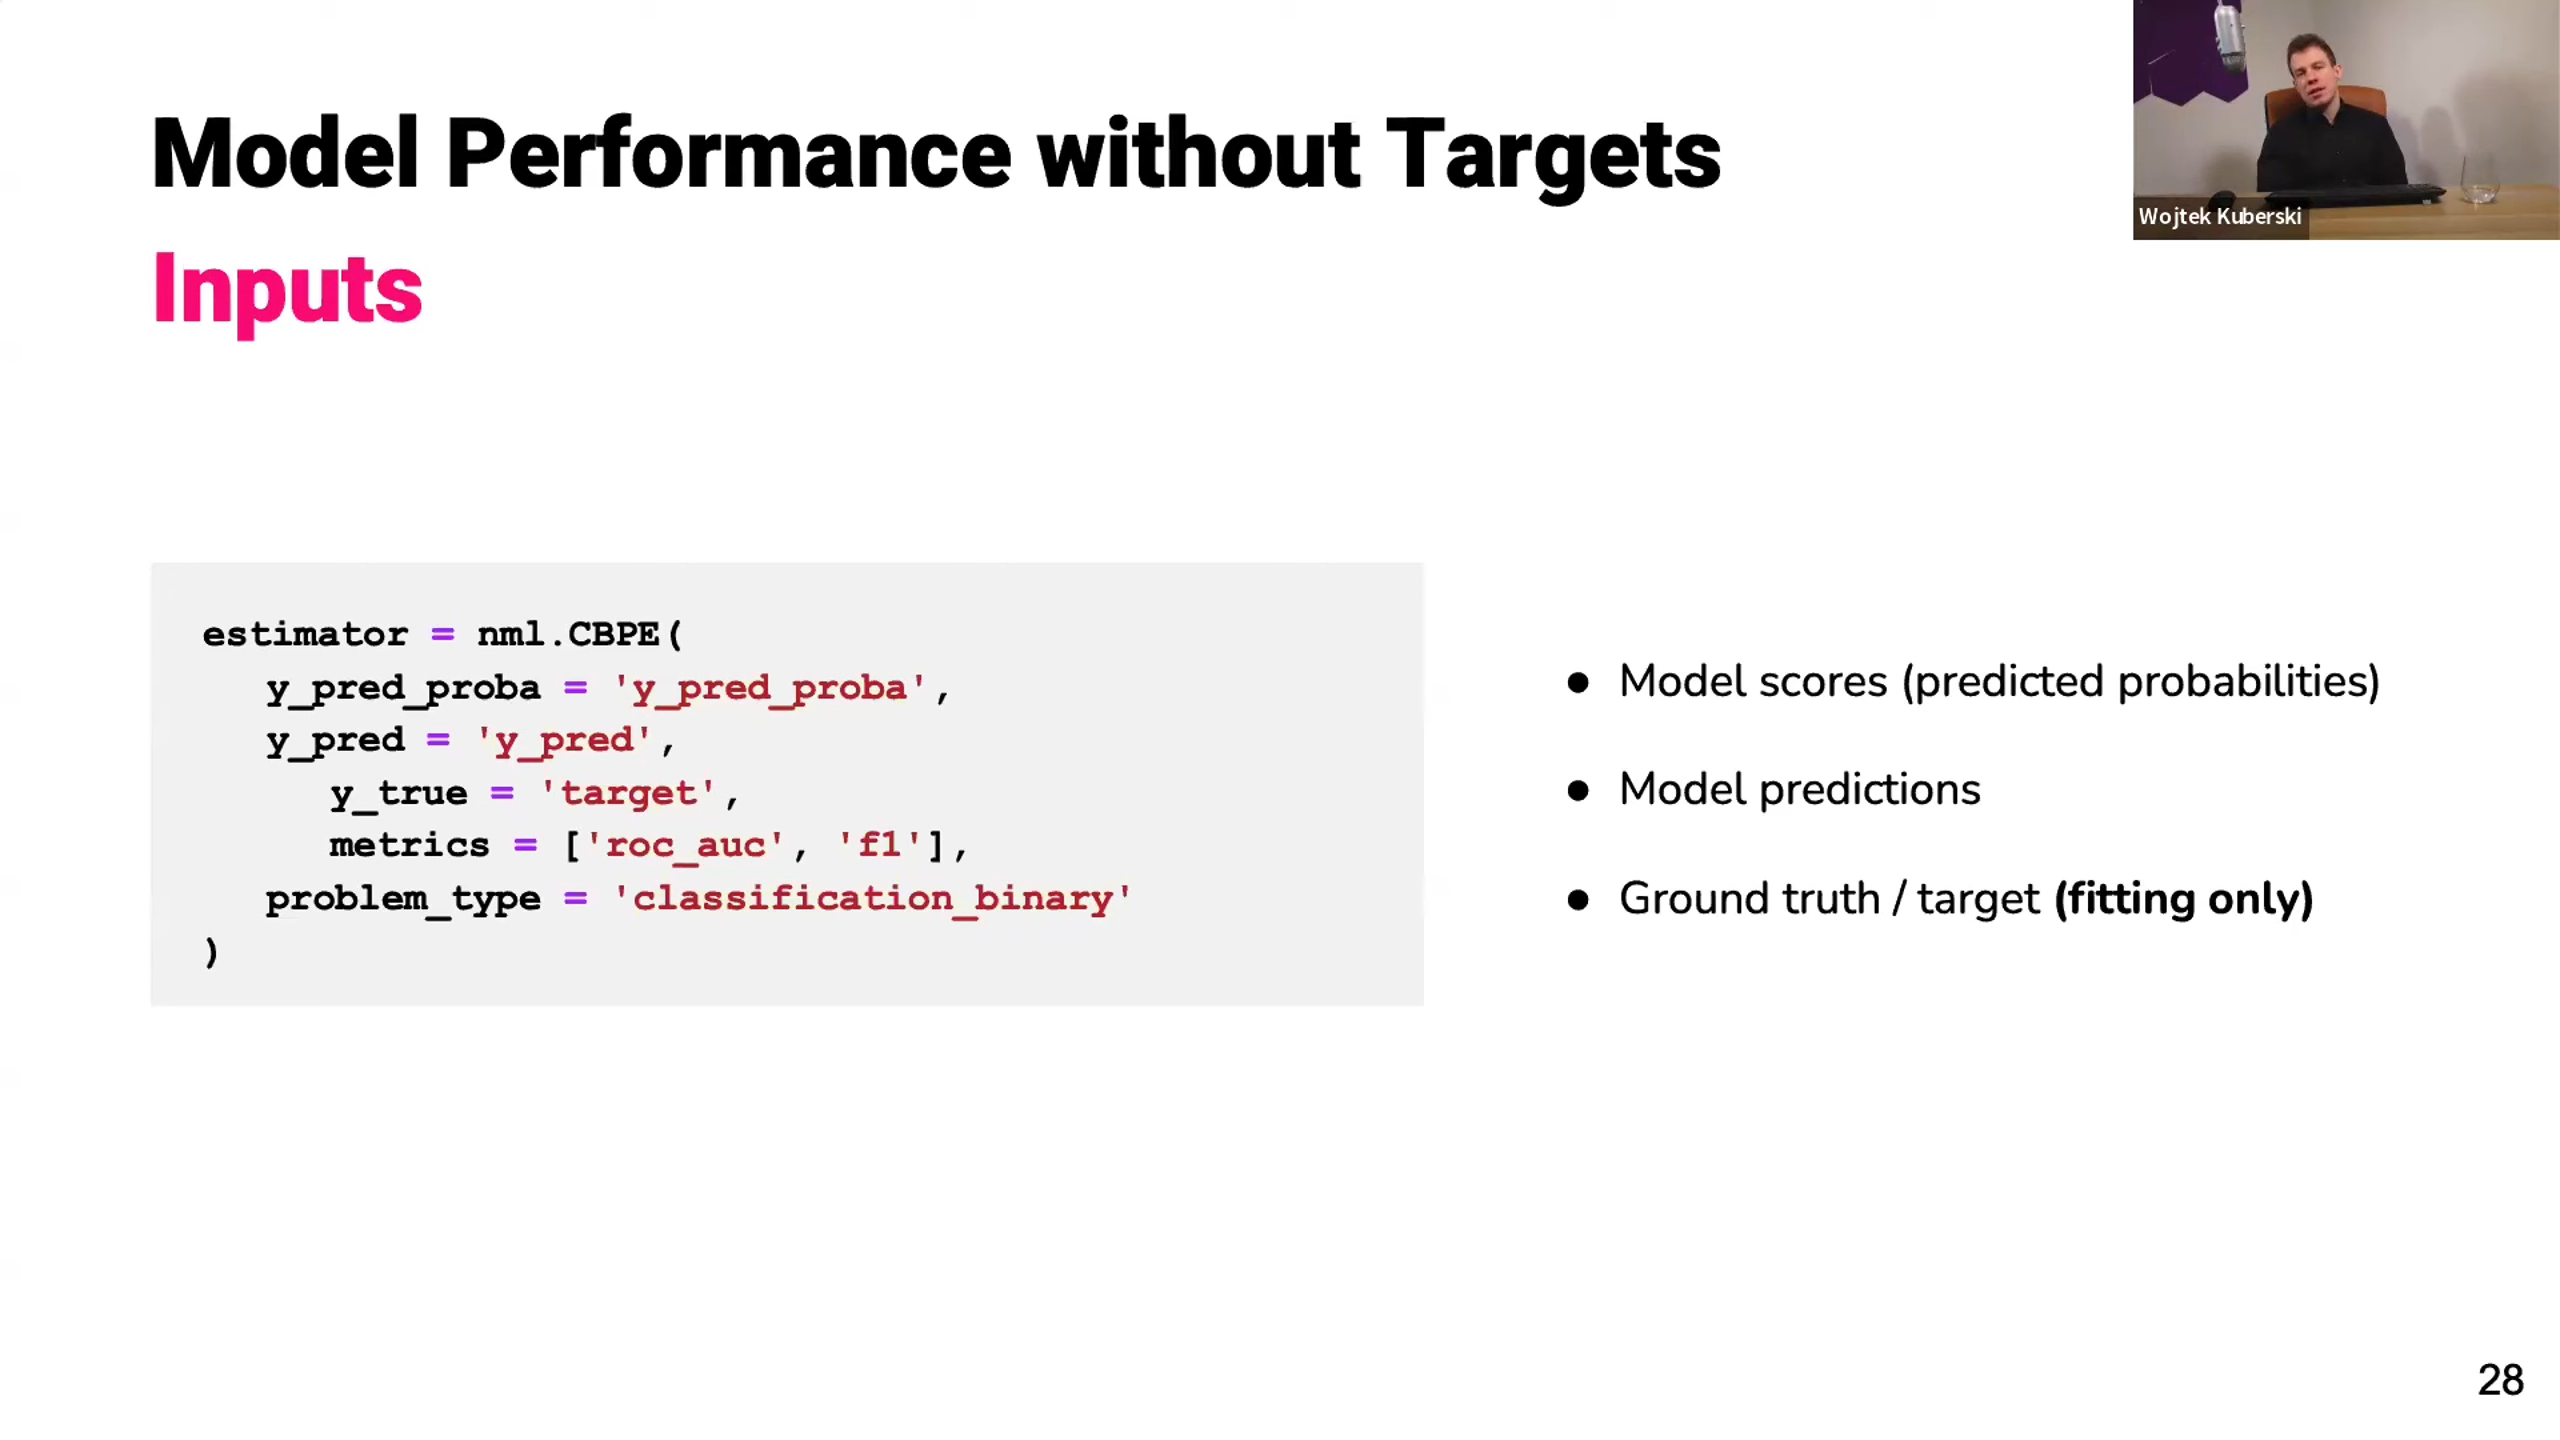 Model Performance without Targets
Inputs
Wojtek Kuberski
estimator = nml.CBPE(
y_pred_proba = 'y_pred_proba',
y_pred = 'y_pred',
y_true = 'target',
metrics = ['roc_auc', 'f1'],
problem_type = 'classification_binary'
)
● Model scores (predicted probabilities)
● Model predictions
● Ground truth / target (fitting only)
28